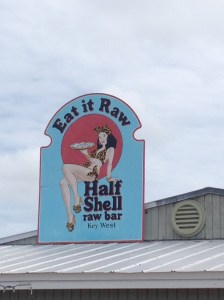 Eat it Raw
Half
Shell
raw bar
Key West